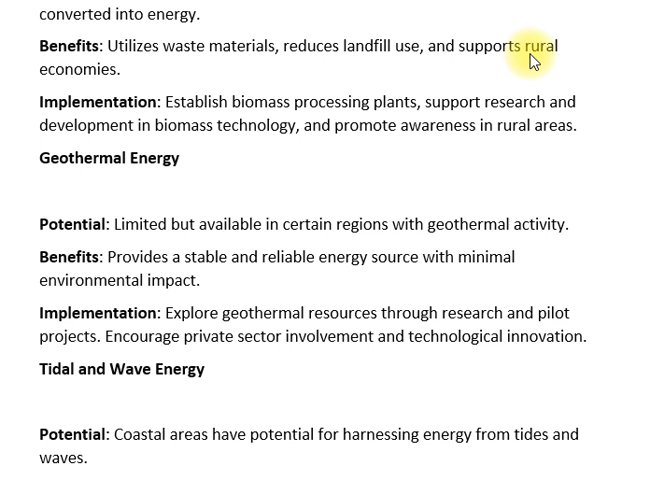 converted into energy.
Benefits: Utilizes waste materials, reduces landfill use, and supports rural
economies.
Implementation: Establish biomass processing plants, support research and
development in biomass technology, and promote awareness in rural areas.
Geothermal Energy
Potential: Limited but available in certain regions with geothermal activity.
Benefits: Provides a stable and reliable energy source with minimal
environmental impact.
Implementation: Explore geothermal resources through research and pilot
projects. Encourage private sector involvement and technological innovation.
Tidal and Wave Energy
Potential: Coastal areas have potential for harnessing energy from tides and
waves.